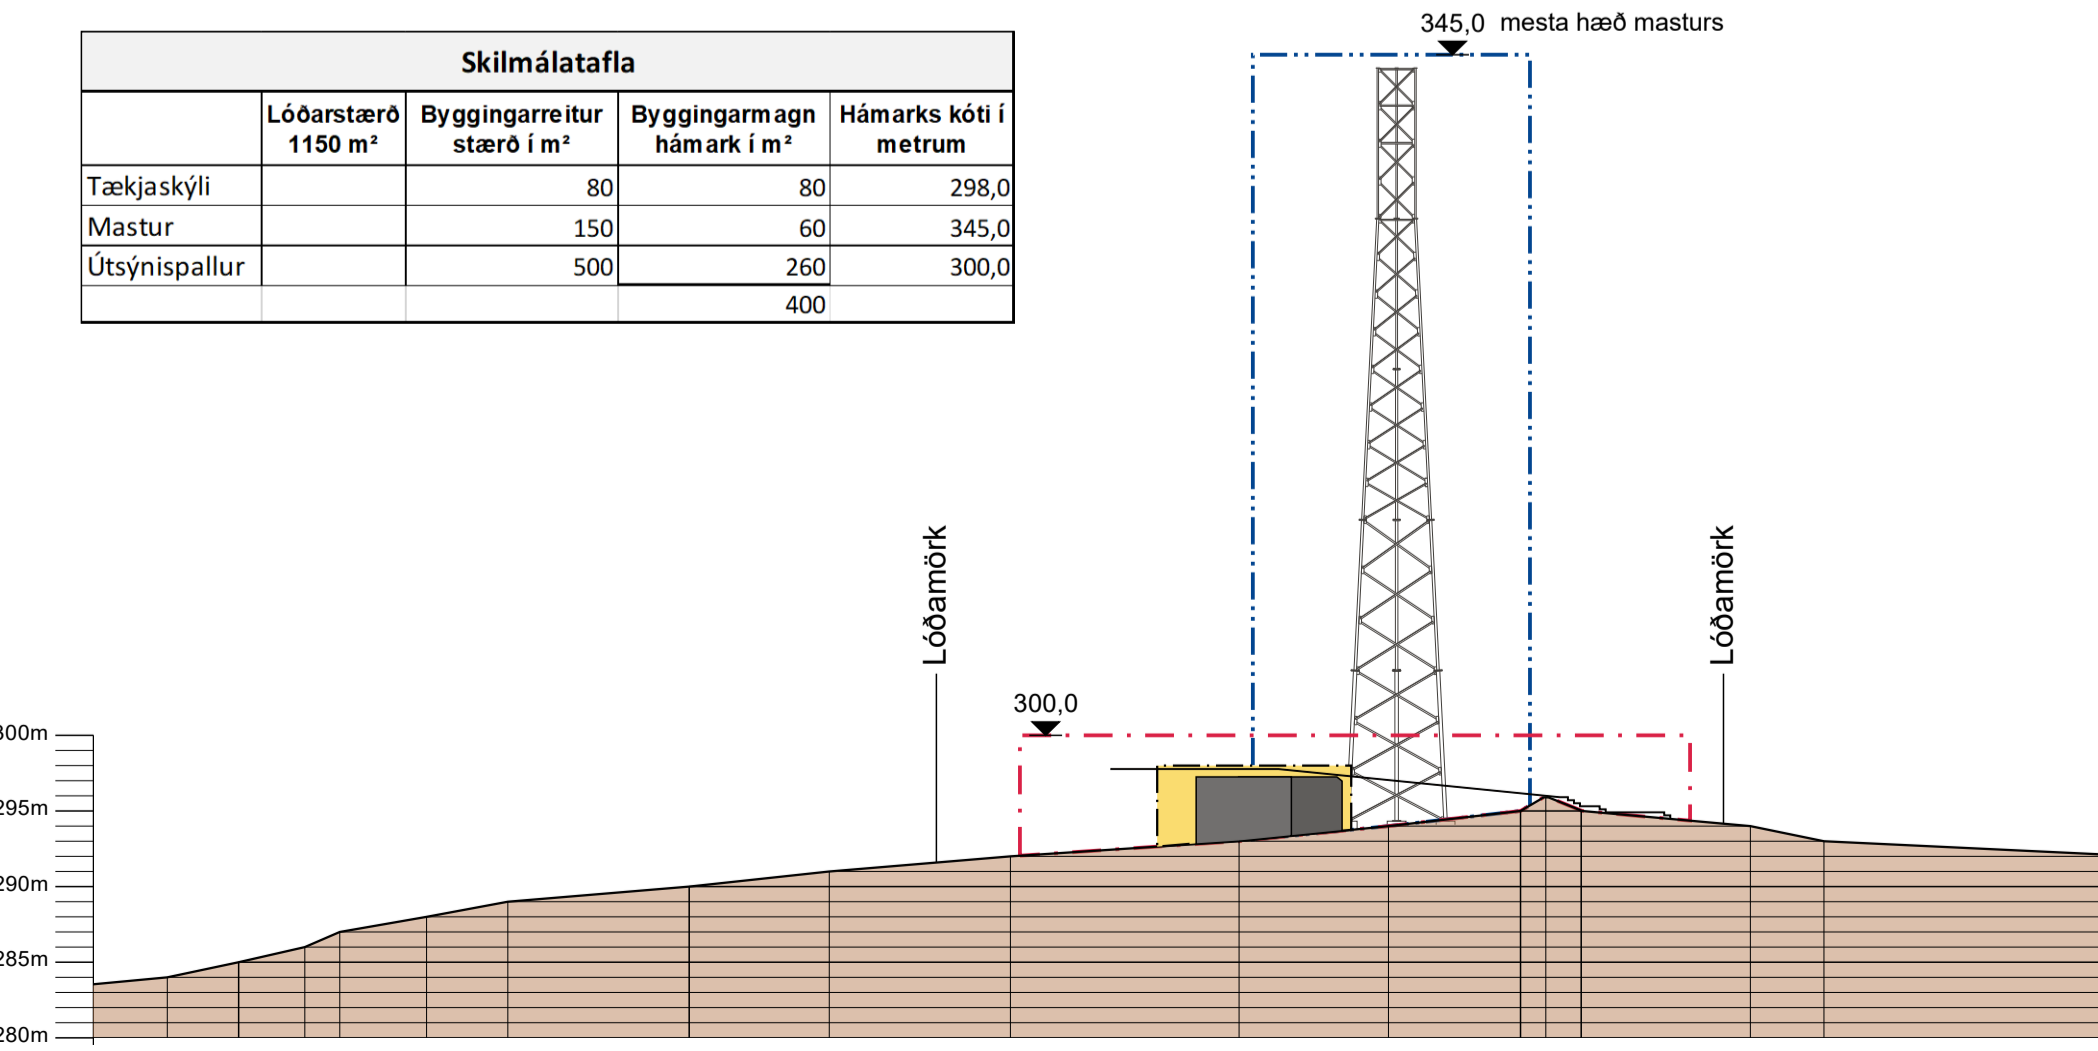 345,0 mesta hæð masturs
Skilmálatafla
Lóðarstærð 1150 m² Byggingarreitur stærð í m² Byggingarmagn hámark í m² Hámarks kóti í metrum
Tækjaskýli 80 80 298,0
Mastur 150 60 345,0
Útsýnispallur 500 260 300,0
400
Lóðamörk
Lóðamörk
300,0
300m
295m
290m
285m
280m